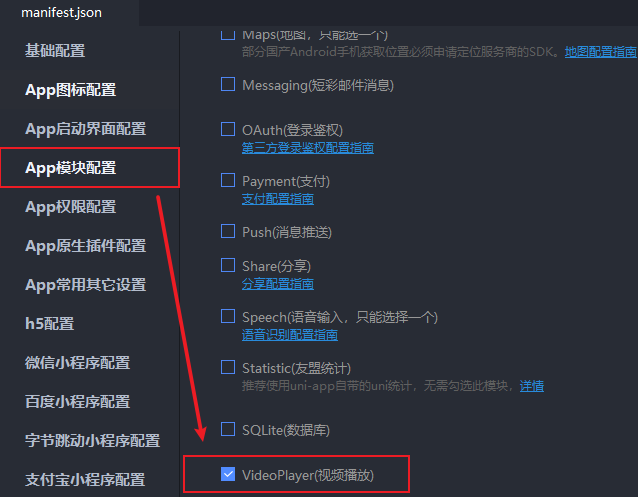 manifest.json
基础配置
App图标配置
App启动界面配置
App模块配置
App权限配置
App原生插件配置
App常用其它设置
h5配置
微信小程序配置
百度小程序配置
字节跳动小程序配置
支付宝小程序配置
Maps(地图，只能选一个)
部分国产Android手机获取位置必须申请定位服务商的SDK。地图配置指南
Messaging(短彩邮件消息)
OAuth(登录鉴权)
第三方登录鉴权配置指南
Payment(支付)
支付配置指南
Push(消息推送)
Share(分享)
分享配置指南
Speech(语音输入，只能选择一个)
语音识别配置指南
Statistic(友盟统计)
推荐使用uni-app自带的uni统计，无需勾选此模块，详情
SQLite(数据库)
VideoPlayer(视频播放)